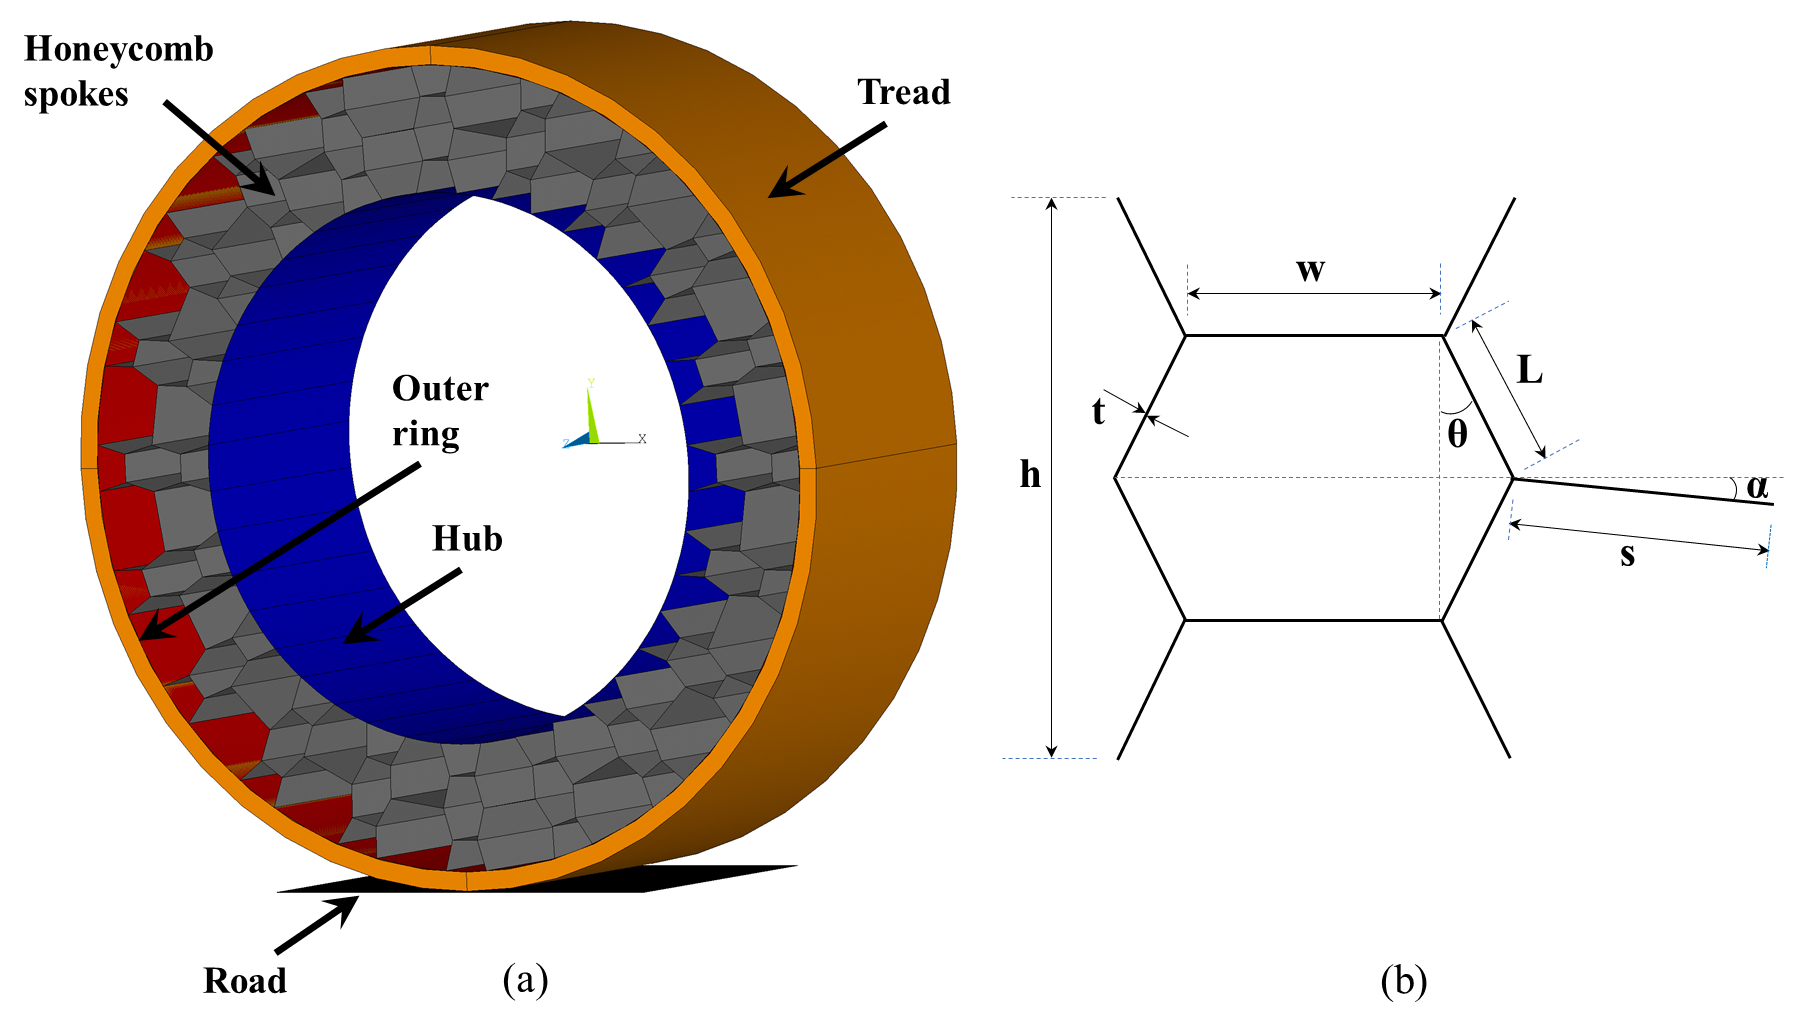 Honeycomb
spokes
Tread
Outer
ring
Hub
Road
Y
Z
X
(a)
w
L
t
θ
h
α
s
(b)